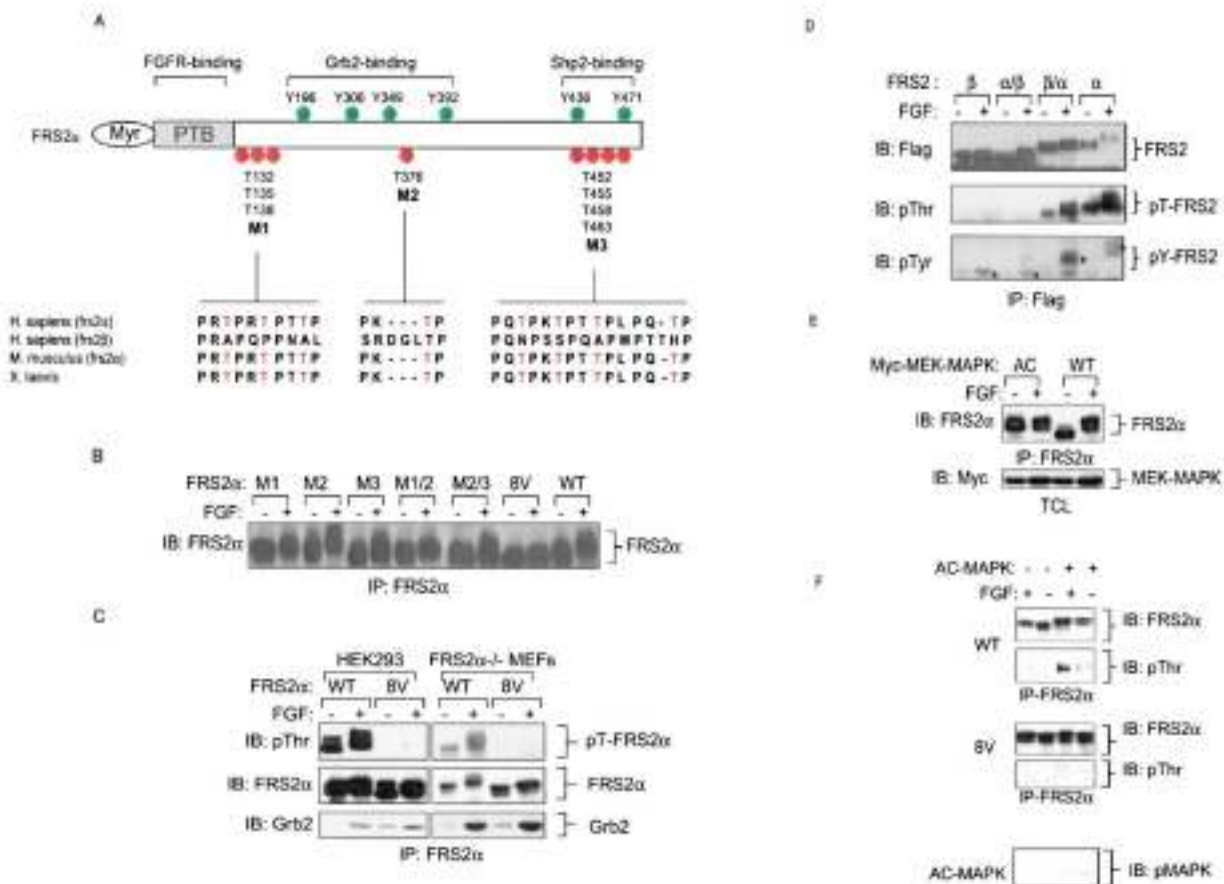 A
FGFR-binding Grb2-binding Shp2-binding
Y196 Y306 Y349 Y392 Y436 Y471
FRS2α Myr PTB
T132 T376 T452
T135 M2 T455
T138 T458
M1 T463
M3
H. sapiens (frs2α) PRTPRTPTTP PK---TP PQTPKTPTTPLPQ-TP
H. sapiens (frs2β) PRAPQPPNAL SRDGLTP PQNPSSPQAPMPTTHP
M. musculus (frs2α) PRTPRTPTTP PK---TP PQTPKTPTTPLPQ-TP
X. laevis PRTPRTPTTP PK---TP PQTPKTPTTPLPQ-TP
B
FRS2α: M1 M2 M3 M1/2 M2/3 8V WT
FGF: - + - + - + - + - + - + - +
IB: FRS2α FRS2α
IP: FRS2α
C
HEK293 FRS2α-/- MEFs
FRS2α: WT 8V WT 8V
FGF: - + - + - + - +
IB: pThr pT-FRS2α
IB: FRS2α FRS2α
IB: Grb2 Grb2
IP: FRS2α
D
FRS2 : β α/β β/α α
FGF: - + - + - + - +
IB: Flag FRS2
IB: pThr pT-FRS2
IB: pTyr pY-FRS2
IP: Flag
E
Myc-MEK-MAPK: AC WT
FGF: - + - +
IB: FRS2α FRS2α
IP: FRS2α
IB: Myc MEK-MAPK
TCL
F
AC-MAPK: - - + +
FGF: + - + -
WT IB: FRS2α
IB: pThr
IP-FRS2α
8V IB: FRS2α
IB: pThr
IP-FRS2α
AC-MAPK IB: pMAPK